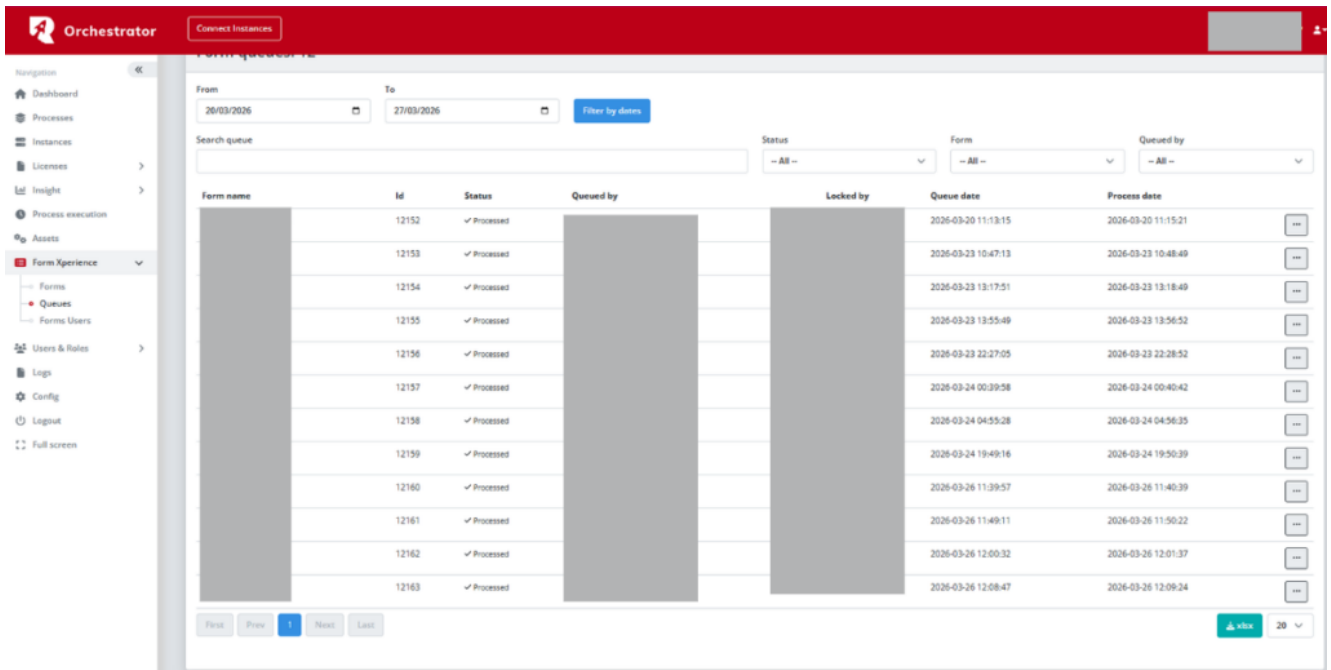 Orchestrator Connect Instances
Form queues: 12
Navigation
Dashboard
Processes
Instances
Licenses
Insight
Process execution
Assets
Form Xperience
Forms
Queues
Forms Users
Users & Roles
Logs
Config
Logout
Full screen
From To
20/03/2026 27/03/2026 Filter by dates
Search queue Status Form Queued by
-- All -- -- All -- -- All --
Form name Id Status Queued by Locked by Queue date Process date
12152 Processed 2026-03-20 11:13:15 2026-03-20 11:15:21
12153 Processed 2026-03-23 10:47:13 2026-03-23 10:48:49
12154 Processed 2026-03-23 13:17:51 2026-03-23 13:18:49
12155 Processed 2026-03-23 13:55:49 2026-03-23 13:56:52
12156 Processed 2026-03-23 22:27:05 2026-03-23 22:28:52
12157 Processed 2026-03-24 00:39:58 2026-03-24 00:40:42
12158 Processed 2026-03-24 04:55:28 2026-03-24 04:56:35
12159 Processed 2026-03-24 19:49:16 2026-03-24 19:50:39
12160 Processed 2026-03-26 11:39:57 2026-03-26 11:40:39
12161 Processed 2026-03-26 11:49:11 2026-03-26 11:50:22
12162 Processed 2026-03-26 12:00:32 2026-03-26 12:01:37
12163 Processed 2026-03-26 12:08:47 2026-03-26 12:09:24
First Prev 1 Next Last xlsx 20